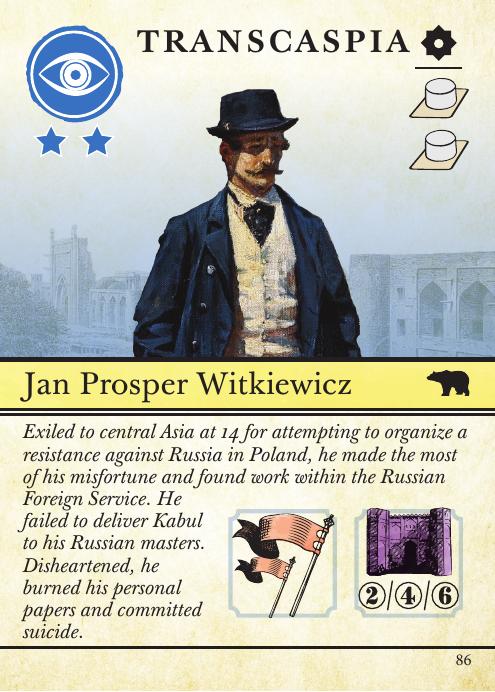 TRANSCASPIA
Jan Prosper Witkiewicz
Exiled to central Asia at 14 for attempting to organize a
resistance against Russia in Poland, he made the most
of his misfortune and found work within the Russian
Foreign Service. He
failed to deliver Kabul
to his Russian masters.
Disheartened, he
burned his personal
papers and committed
suicide.
2/4/6
86